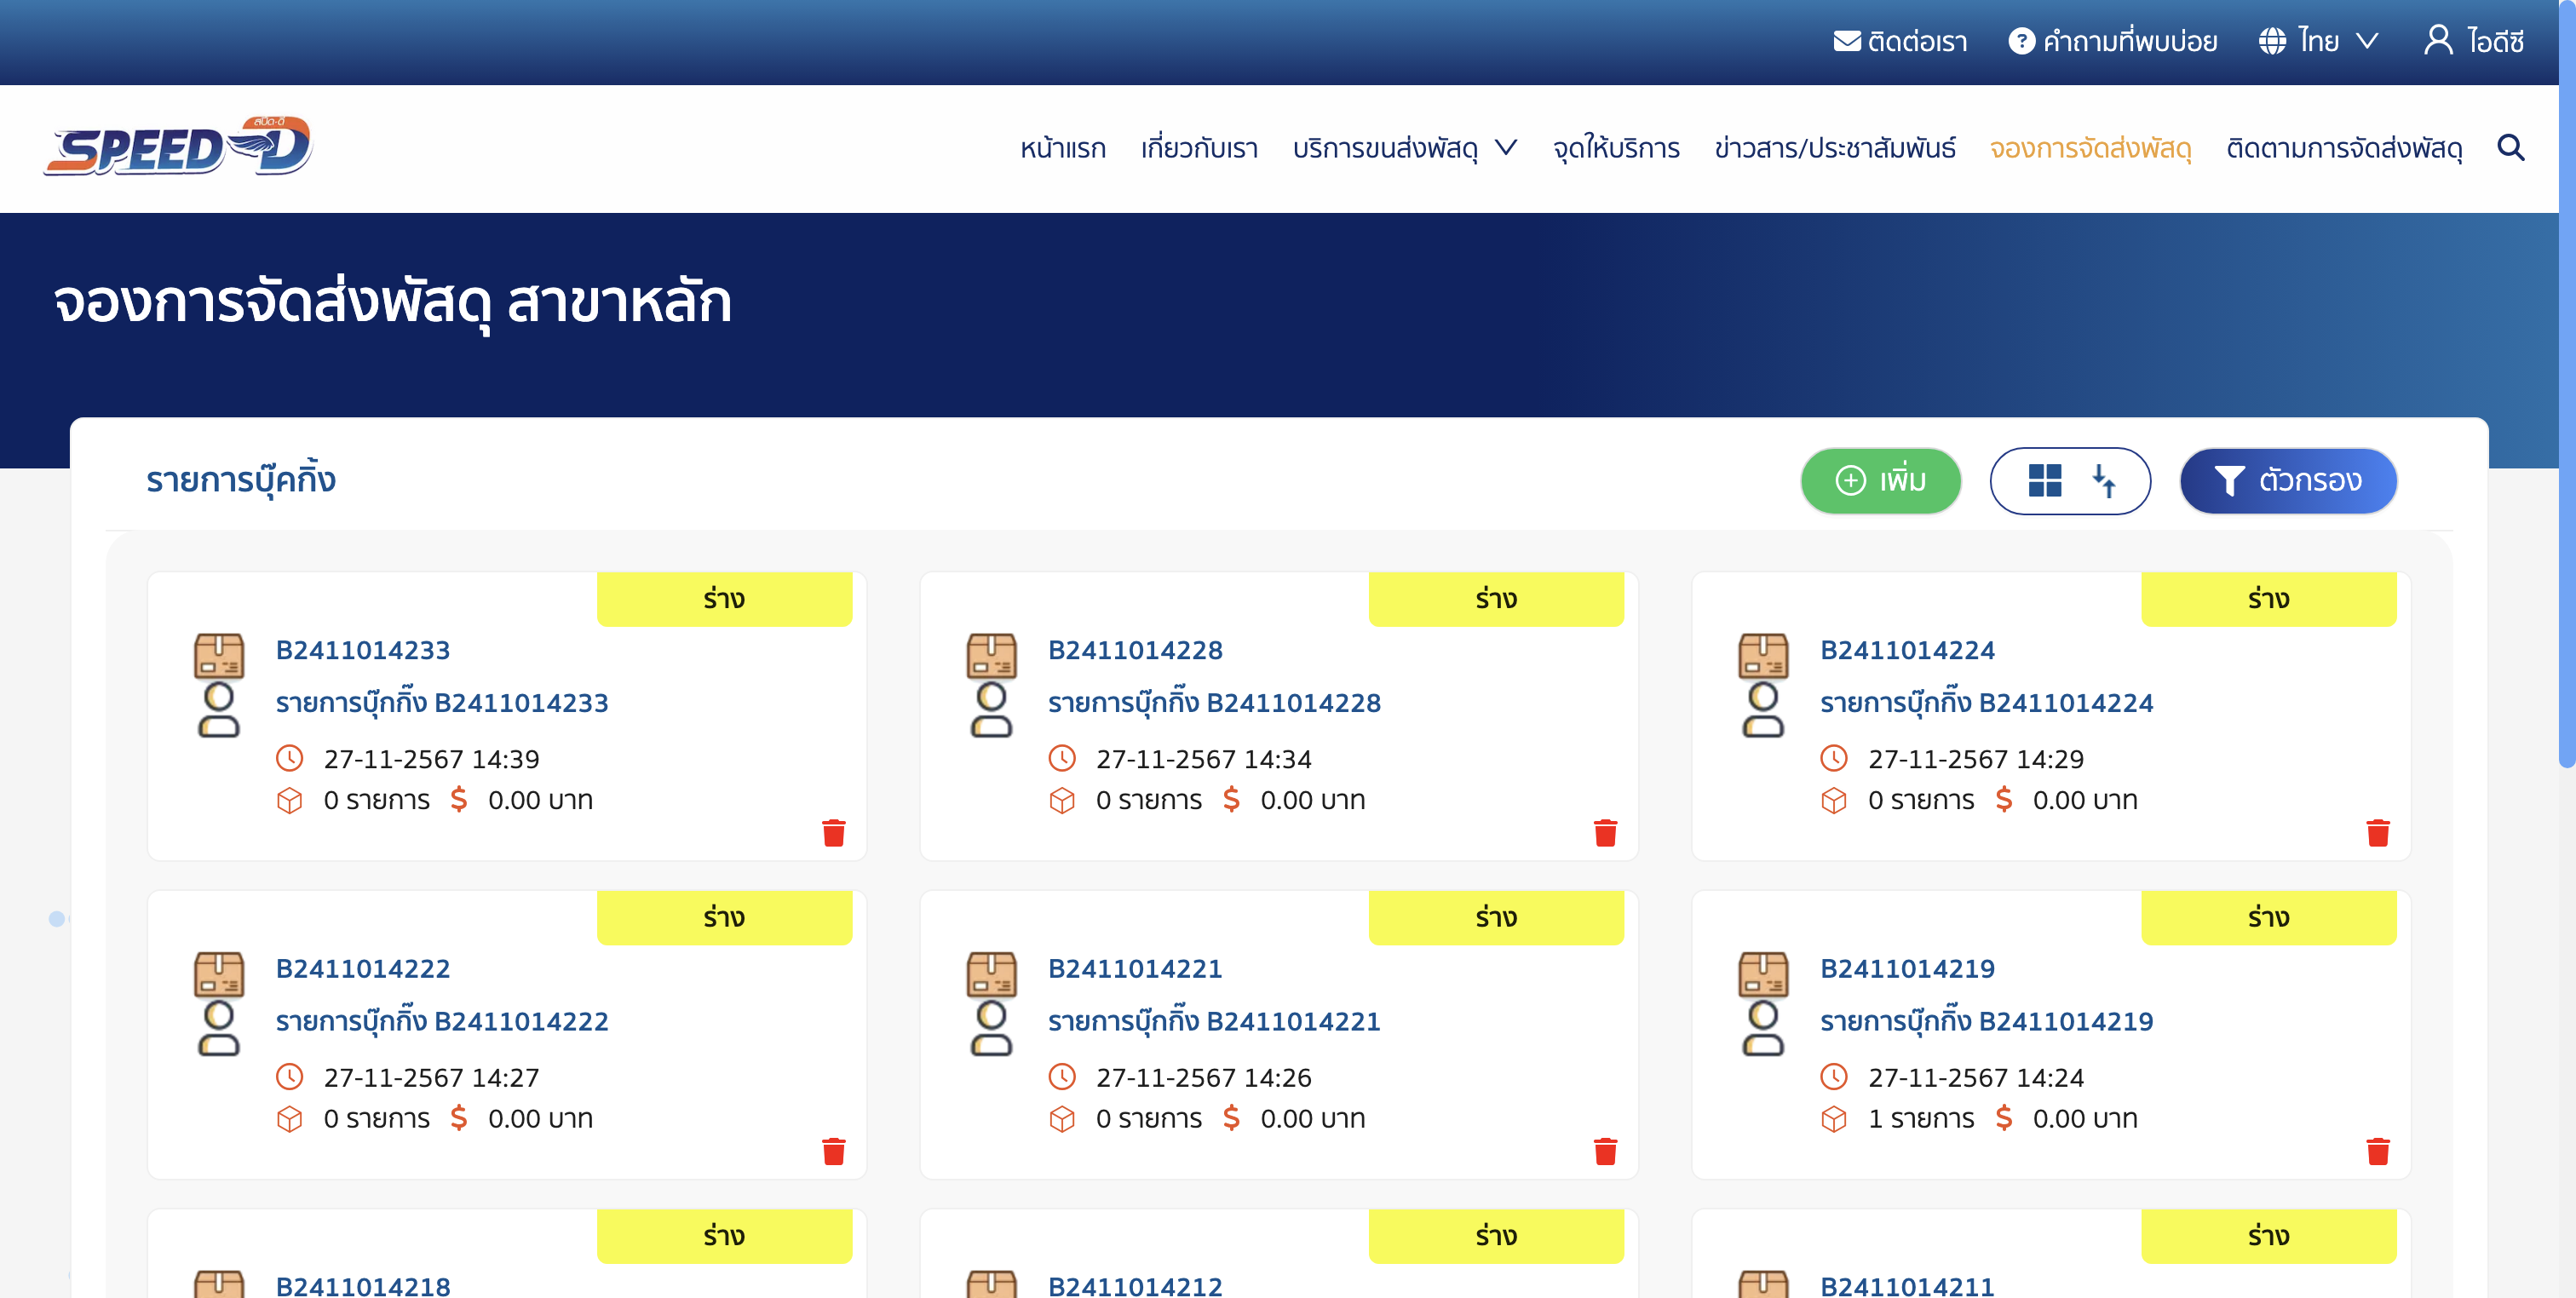 ติดต่อเรา คำถามที่พบบ่อย ไทย ไอดีซี
สปีด-ดี
SPEED-D
หน้าแรก เกี่ยวกับเรา บริการขนส่งพัสดุ จุดให้บริการ ข่าวสาร/ประชาสัมพันธ์ จองการจัดส่งพัสดุ ติดตามการจัดส่งพัสดุ
จองการจัดส่งพัสดุ สาขาหลัก
รายการบุ๊คกิ้ง เพิ่ม ตัวกรอง
ร่าง
B2411014233
รายการบุ๊กกิ๊ง B2411014233
27-11-2567 14:39
0 รายการ $ 0.00 บาท
ร่าง
B2411014228
รายการบุ๊กกิ๊ง B2411014228
27-11-2567 14:34
0 รายการ $ 0.00 บาท
ร่าง
B2411014224
รายการบุ๊กกิ๊ง B2411014224
27-11-2567 14:29
0 รายการ $ 0.00 บาท
ร่าง
B2411014222
รายการบุ๊กกิ๊ง B2411014222
27-11-2567 14:27
0 รายการ $ 0.00 บาท
ร่าง
B2411014221
รายการบุ๊กกิ๊ง B2411014221
27-11-2567 14:26
0 รายการ $ 0.00 บาท
ร่าง
B2411014219
รายการบุ๊กกิ๊ง B2411014219
27-11-2567 14:24
1 รายการ $ 0.00 บาท
ร่าง
B2411014218
ร่าง
B2411014212
ร่าง
B2411014211